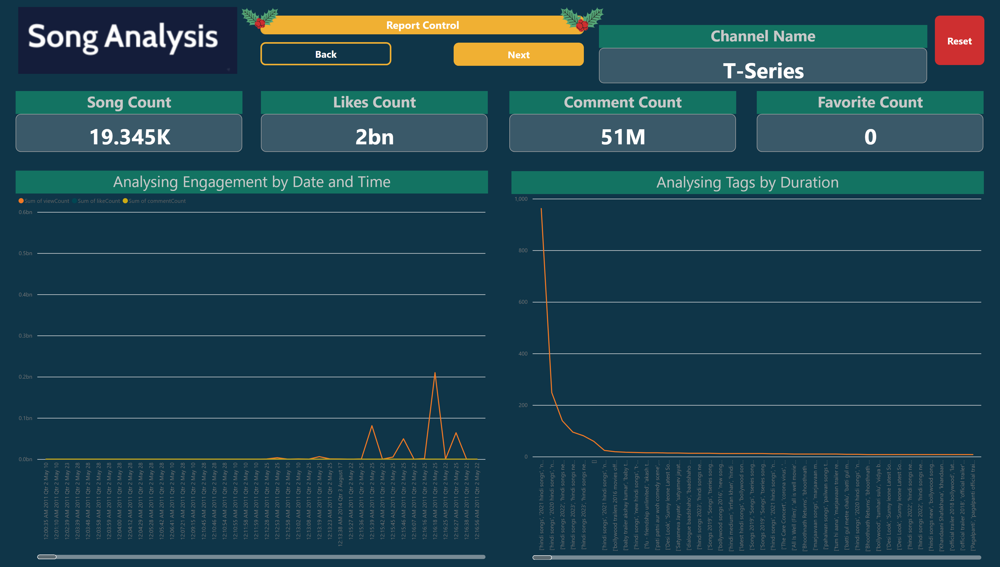 Song Analysis
Report Control
Back
Next
Channel Name
T-Series
Reset
Song Count
19.345K
Likes Count
2bn
Comment Count
51M
Favorite Count
0
Analysing Engagement by Date and Time
Sum of viewCount Sum of likeCount Sum of commentCount
0.6bn
0.5bn
0.4bn
0.3bn
0.2bn
0.1bn
0.0bn
12:00:35 AM 2011 Qtr 2 May 10
12:01:10 AM 2011 Qtr 2 May 10
12:02:39 AM 2011 Qtr 2 May 23
12:03:39 AM 2011 Qtr 2 May 28
12:03:48 AM 2011 Qtr 2 May 28
12:03:58 AM 2011 Qtr 2 May 28
12:03:59 AM 2011 Qtr 2 May 28
12:04:00 AM 2011 Qtr 2 May 28
12:04:12 AM 2011 Qtr 2 May 28
12:04:29 AM 2011 Qtr 2 May 28
12:05:28 AM 2011 Qtr 2 May 28
12:05:42 AM 2011 Qtr 2 May 28
12:06:41 AM 2011 Qtr 2 May 10
12:07:21 AM 2011 Qtr 2 May 28
12:09:15 AM 2011 Qtr 2 May 10
12:10:45 AM 2011 Qtr 2 May 28
12:10:46 AM 2011 Qtr 2 May 28
12:10:54 AM 2011 Qtr 2 May 28
12:10:55 AM 2011 Qtr 2 May 10
12:11:58 AM 2011 Qtr 2 May 10
12:11:59 AM 2011 Qtr 2 May 10
12:12:28 AM 2011 Qtr 2 May 25
12:12:53 AM 2011 Qtr 2 May 25
12:12:58 AM 2011 Qtr 2 May 10
12:13:02 AM 2011 Qtr 2 May 10
12:13:08 AM 2011 Qtr 2 May 25
12:13:19 AM 2011 Qtr 2 May 25
12:13:23 AM 2011 Qtr 2 May 25
12:13:38 AM 2014 Qtr 3 August 17
12:15:27 AM 2011 Qtr 2 May 22
12:15:36 AM 2011 Qtr 2 May 25
12:15:39 AM 2011 Qtr 2 May 25
12:15:42 AM 2011 Qtr 2 May 22
12:15:45 AM 2011 Qtr 2 May 25
12:15:46 AM 2011 Qtr 2 May 25
12:16:07 AM 2011 Qtr 2 May 22
12:16:16 AM 2011 Qtr 2 May 25
12:16:18 AM 2011 Qtr 2 May 25
12:16:25 AM 2011 Qtr 2 May 22
12:16:27 AM 2011 Qtr 2 May 25
12:16:38 AM 2011 Qtr 2 May 22
12:16:56 AM 2011 Qtr 2 May 22
Analysing Tags by Duration
1,000
800
600
400
200
0
['hindi songs', '2021 hindi songs', 'n...
['hindi songs', '2020 hindi songs', 'n...
['hindi songs 2022', 'hindi songs ne...
['hindi songs 2023', 'hindi songs ne...
['hindi songs 2023', 'hindi songs ne...
[]
['hindi songs', '2021 hindi songs', 'n...
['bollywood trailers 2016 movies off...
['baby trailer akshay kumar', 'baby t...
['hindi songs', 'new hindi songs', 't-...
['fu - friendship unlimited', 'akash t...
['pati patni aur woh comedy scene',...
['Desi Look', 'Sunny leone Latest So...
['Satyameva Jayate', 'satyamev jayat...
['dialogue baadshaho', 'baadshaho ...
['hindi songs 2023', 'hindi songs ne...
['Songs 2019', 'Songs', 'tseries song...
['bollywood songs 2016', 'new song...
['hindi medium', 'irrfan khan', 'hindi ...
['latest hindi songs', 'bollywood son...
['Songs 2019', 'Songs', 'tseries song...
['Songs 2019', 'Songs', 'tseries song...
['hindi songs', '2021 hindi songs', 'n...
['The Care Concert', 'corona virus', '...
['All Is Well (Film)', 'all is well movie'...
['Bhoothnath Returns', 'bhoothnath ...
['marjaavaan songs', 'marjaavaan m...
['pahalwan songs', 'pailwan songs t...
['tum hi aana', 'marjaavaan trailer re...
['batti gul metre chalu', 'batti gul m...
['hindi songs', '2020 hindi songs', 'n...
['Bhoothnath Returns', 'bhoothnath ...
['bollywood', 'tumhari sulu', 'vidya b...
['Desi Look', 'Sunny leone Latest So...
['Desi Look', 'Sunny leone Latest So...
['hindi songs 2022', 'hindi songs ne...
['hindi songs 2022', 'hindi songs ne...
['hindi songs new', 'bollywood song...
['Khandaani Shafakhana', 'khandaan...
['official trailer 2018 bollywood', 'lat...
['official trailer 2018', 'official trailer'...
['Pagalpanti', 'pagalpanti official trai...